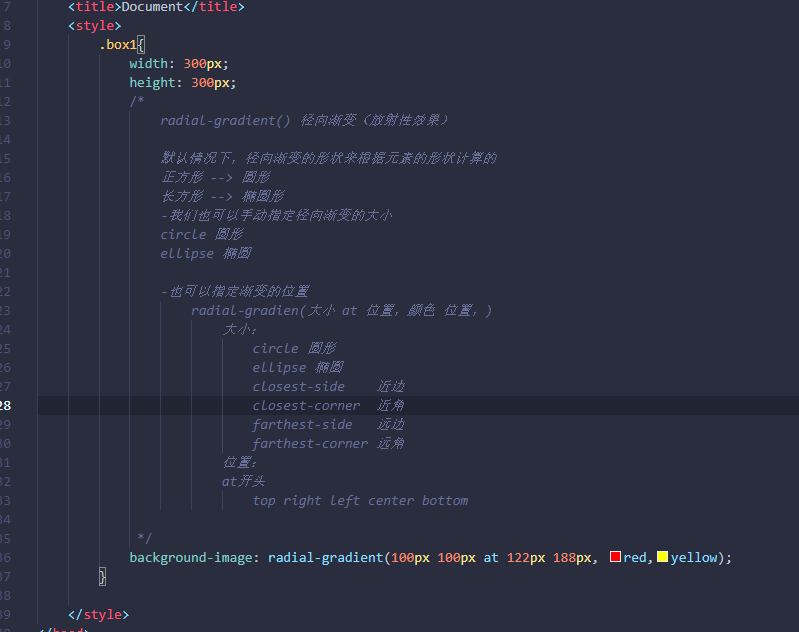 7 <title>Document</title>
8 <style>
9 .box1{
10 width: 300px;
11 height: 300px;
12 /*
13 radial-gradient() 径向渐变（放射性效果）
14
15 默认情况下，径向渐变的形状来根据元素的形状计算的
16 正方形 --> 圆形
17 长方形 --> 椭圆形
18 -我们也可以手动指定径向渐变的大小
19 circle 圆形
20 ellipse 椭圆
21
22 -也可以指定渐变的位置
23 radial-gradien(大小 at 位置，颜色 位置，)
24 大小：
25 circle 圆形
26 ellipse 椭圆
27 closest-side 近边
28 closest-corner 近角
29 farthest-side 远边
30 farthest-corner 远角
31 位置：
32 at开头
33 top right left center bottom
34
35 */
36 background-image: radial-gradient(100px 100px at 122px 188px, red,yellow);
37 }
38
39 </style>
</head>